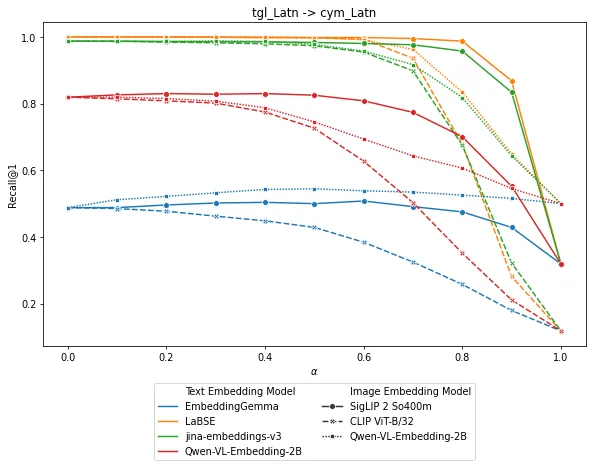 tgl_Latn -> cym_Latn
1.0
0.8
0.6
0.4
0.2
Recall@1
0.0 0.2 0.4 0.6 0.8 1.0
α
Text Embedding Model Image Embedding Model
EmbeddingGemma SigLIP 2 So400m
LaBSE CLIP ViT-B/32
jina-embeddings-v3 Qwen-VL-Embedding-2B
Qwen-VL-Embedding-2B